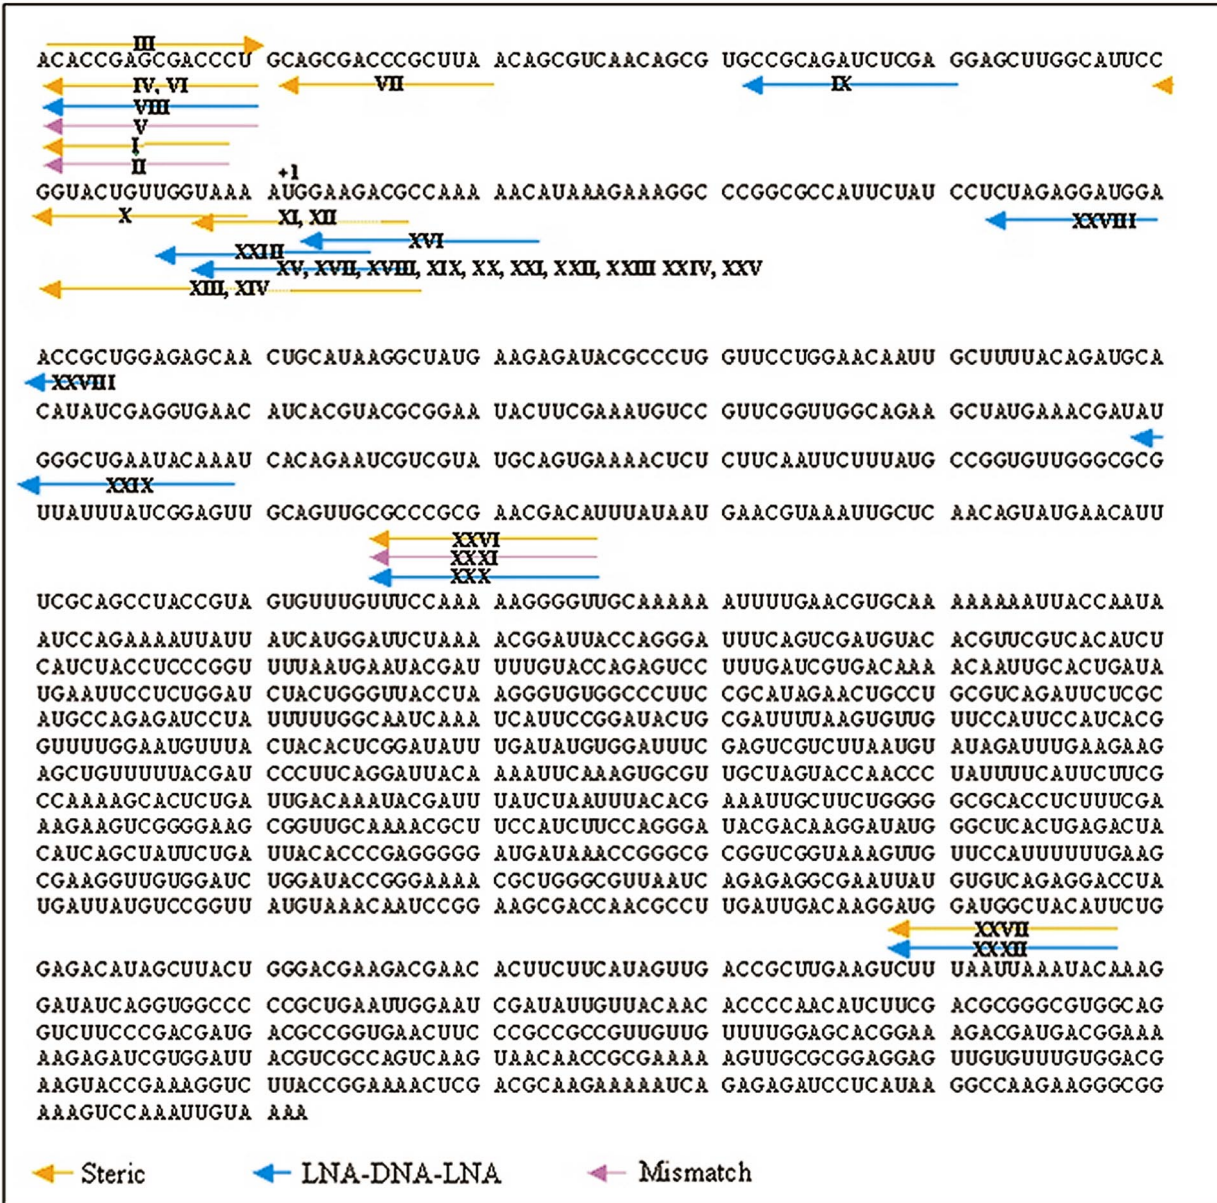 III
ACACCGAGCGACCCU GCAGCGACCCGCUUA ACAGCGUCAACAGCG UGCCGCAGAUCUCGA GGAGCUUGGCAUUCC
IV, VI VII IX
VIII
V
I
II
+1
GGUACUGUUGGUAAA AUGGAAGACGCCAAA AACAUAAAGAAAGGC CCGGCGCCAUUCUAU CCUCUAGAGGAUGGA
X XI, XII XXVIII
XVI
XXIII
XV, XVII, XVIII, XIX, XX, XXI, XXII, XXIII XXIV, XXV
XIII, XIV
ACCGCUGGAGAGCAA CUGCAUAAGGCUAUG AAGAGAUACGCCCUG GUUCCUGGAACAAUU GCUUUUACAGAUGCA
XXVIII
CAUAUCGAGGUGAAC AUCACGUACGCGGAA UACUUCGAAAUGUCC GUUCGGUUGGCAGAA GCUAUGAAACGAUAU
GGGCUGAAUACAAAU CACAGAAUCGUCGUA UGCAGUGAAAACUCU CUUCAAUUCUUUAUG CCGGUGUUGGGCGCG
XXIX
UUAUUUAUCGGAGUU GCAGUUGCGCCCGCG AACGACAUUUAUAAU GAACGUAAAUUGCUC AACAGUAUGAACAUU
XXVI
XXXI
XXX
UCGCAGCCUACCGUA GUGUUUGUUUCCAAA AAGGGGUUGCAAAAA AUUUUGAACGUGCAA AAAAAAUUACCAAUA
AUCCAGAAAAUUAUU AUCAUGGAUUCUAAA ACGGAUUACCAGGGA UUUCAGUCGAUGUAC ACGUUCGUCACAUCU
CAUCUACCUCCCGGU UUUAAUGAAUACGAU UUUGUACCAGAGUCC UUUGAUCGUGACAAA ACAAUUGCACUGAUA
UGAAUUCCUCUGGAU CUACUGGGUUACCUA AGGGUGUGGCCCUUC CGCAUAGAACUGCCU GCGUCAGAUUCUCGC
AUGCCAGAGAUCCUA UUUUUGGCAAUCAAA UCAUUCCGGAUACUG CGAUUUUAAGUGUUG UUCCAUUCCAUCACG
GUUUUGGAAUGUUUA CUACACUCGGAUAUU UGAUAUGUGGAUUUC GAGUCGUCUUAAUGU AUAGAUUUGAAGAAG
AGCUGUUUUUACGAU CCCUUCAGGAUUACA AAAUUCAAAGUGCGU UGCUAGUACCAACCC UAUUUUCAUUCUUCG
CCAAAAGCACUCUGA UUGACAAAUACGAUU UAUCUAAUUUACACG AAAUUGCUUCUGGGG GCGCACCUCUUUCGA
AAGAAGUCGGGGAAG CGGUUGCAAAACGCU UCCAUCUUCCAGGGA UACGACAAGGAUAUG GGCUCACUGAGACUA
CAUCAGCUAUUCUGA UUACACCCGAGGGGG AUGAUAAACCGGGCG CGGUCGGUAAAGUUG UUCCAUUUUUUGAAG
CGAAGGUUGUGGAUC UGGAUACCGGGAAAA CGCUGGGCGUUAAUC AGAGAGGCGAAUUAU GUGUCAGAGGACCUA
UGAUUAUGUCCGGUU AUGUAAACAAUCCGG AAGCGACCAACGCCU UGAUUGACAAGGAUG GAUGGCUACAUUCUG
XXVII
XXXII
GAGACAUAGCUUACU GGGACGAAGACGAAC ACUUCUUCAUAGUUG ACCGCUUGAAGUCUU UAAUUAAAUACAAAG
GAUAUCAGGUGGCCC CCGCUGAAUUGGAAU CGAUAUUGUUACAAC ACCCCAACAUCUUCG ACGCGGGCGUGGCAG
GUCUUCCCGACGAUG ACGCCGGUGAACUUC CCGCCGCCGUUGUUG UUUUGGAGCACGGAA AGACGAUGACGGAAA
AAGAGAUCGUGGAUU ACGUCGCCAGUCAAG UAACAACCGCGAAAA AGUUGCGCGGAGGAG UUGUGUUUGUGGACG
AAGUACCGAAAGGUC UUACCGGAAAACUCG ACGCAAGAAAAAUCA GAGAGAUCCUCAUAA GGCCAAGAAGGGCGG
AAAGUCCAAAUUGUA AAA
Steric LNA-DNA-LNA Mismatch